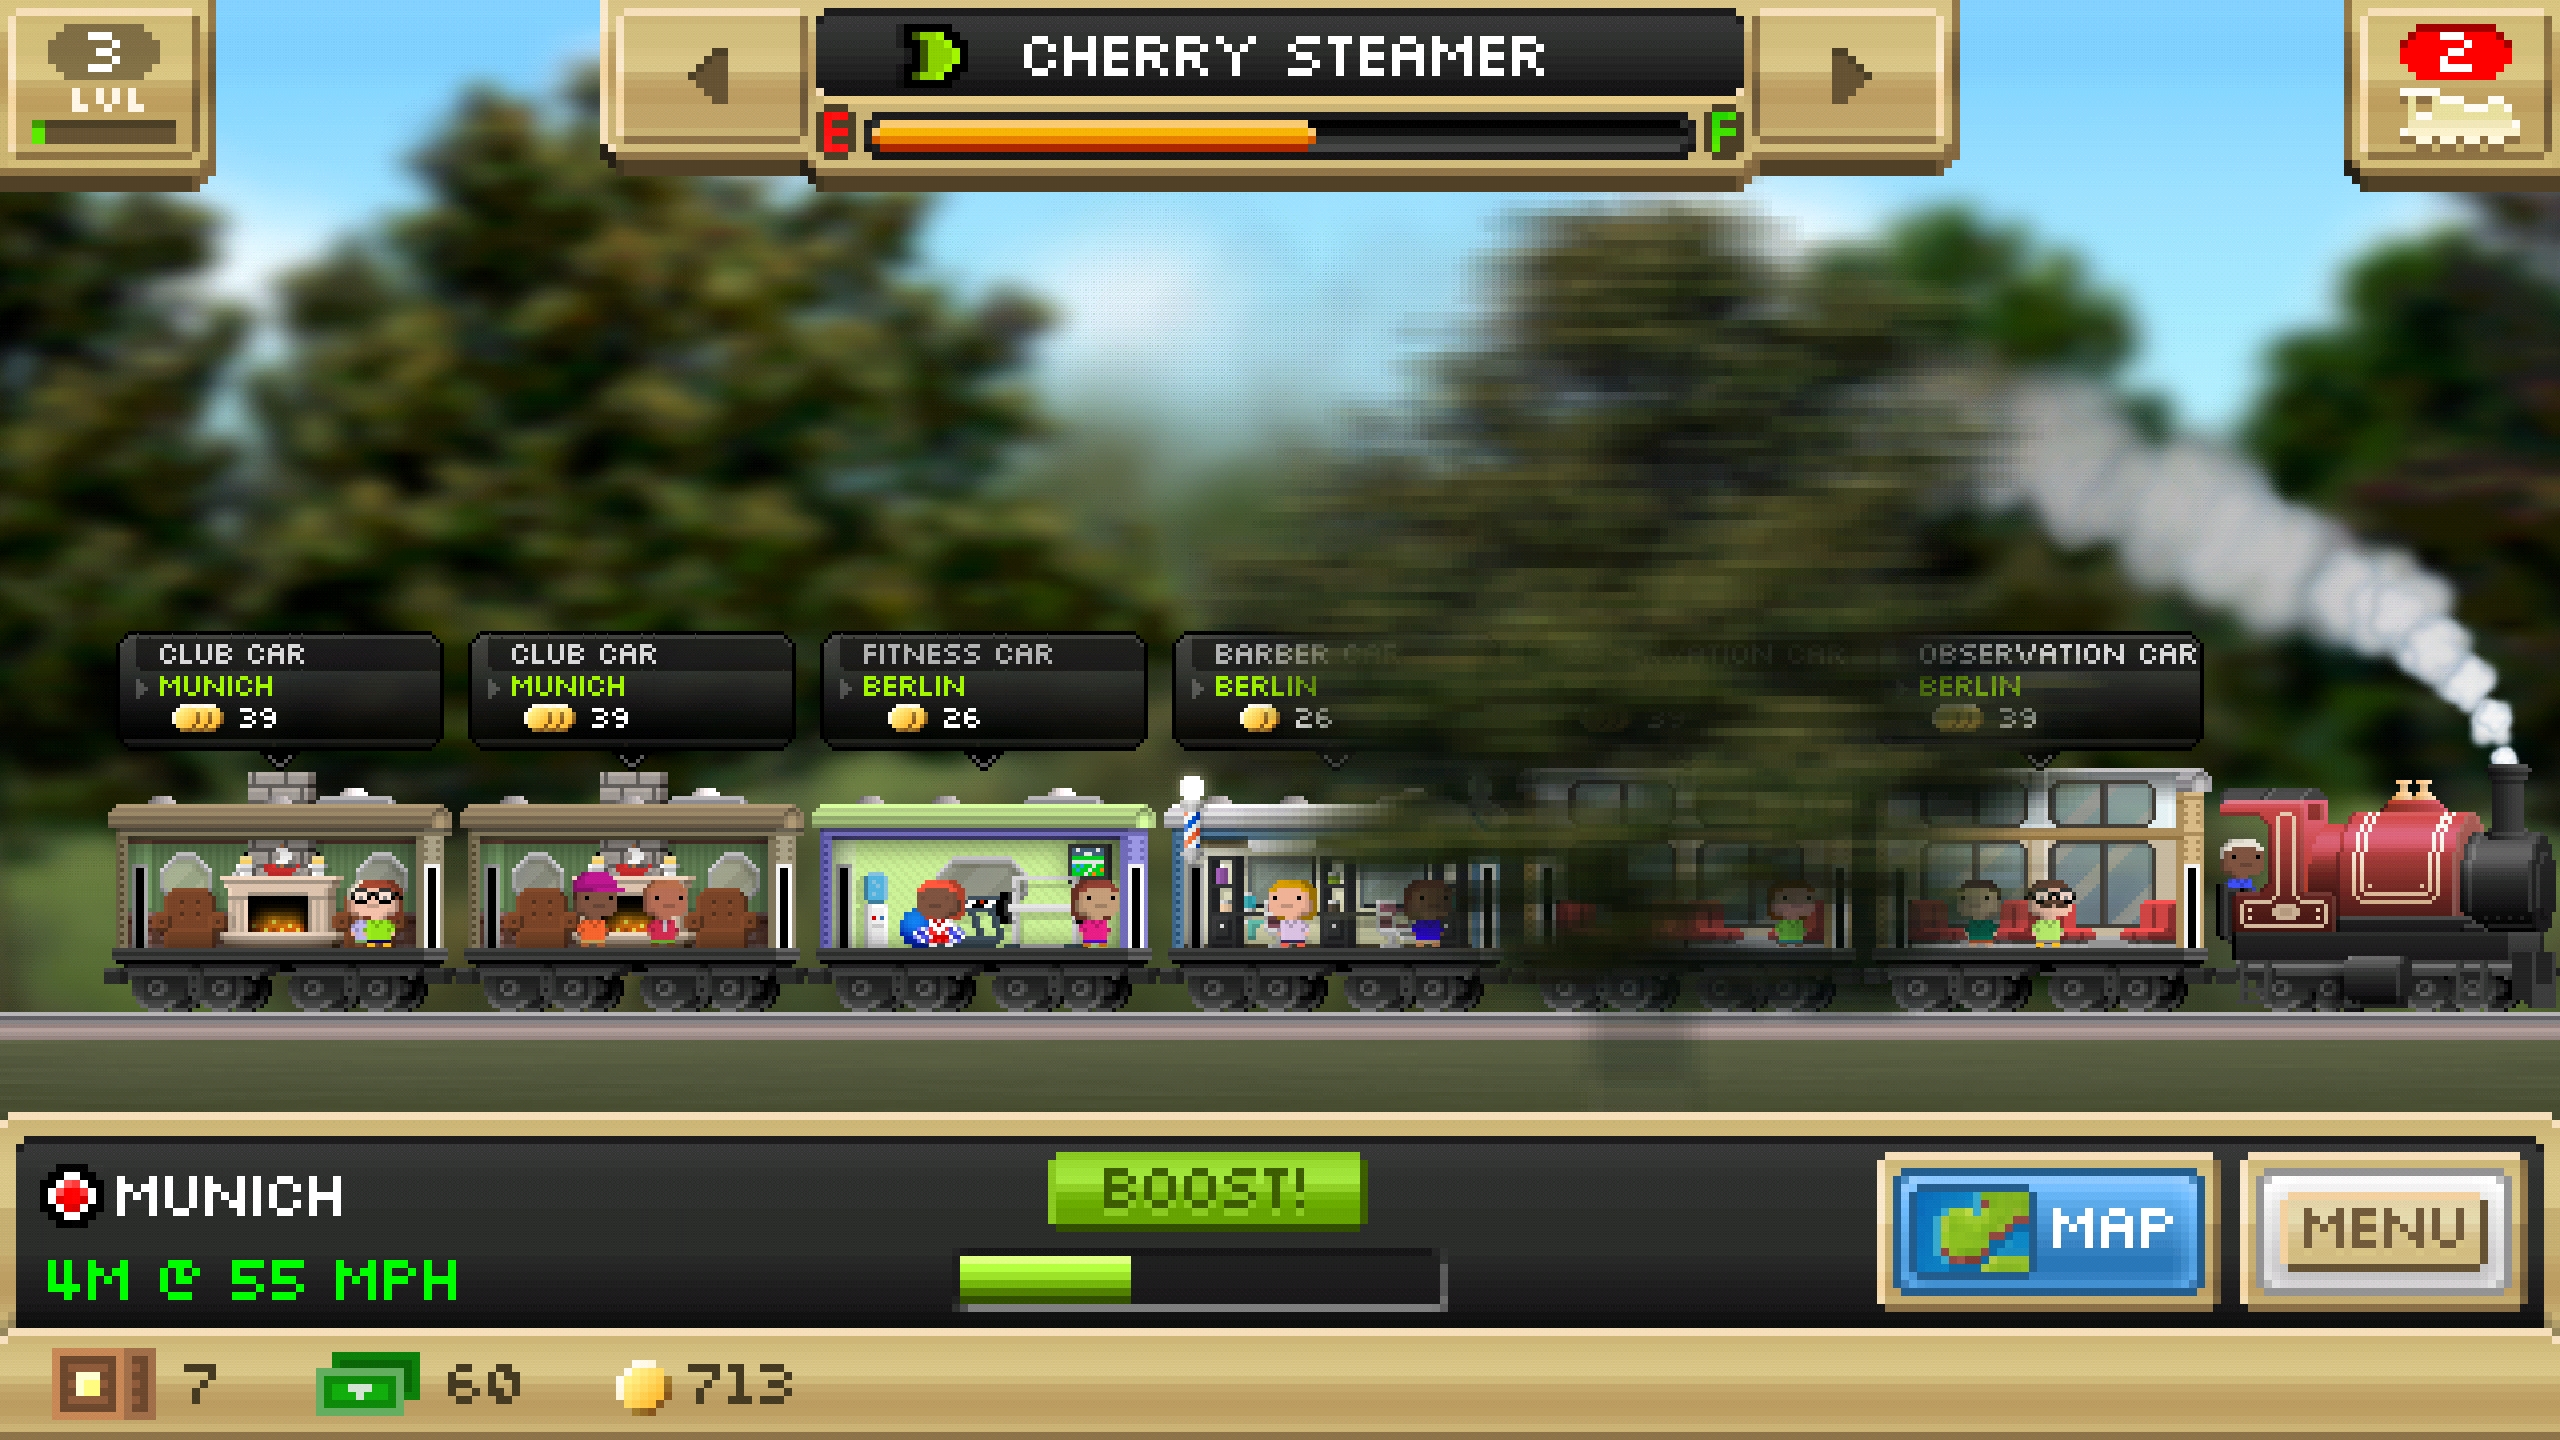 3
LVL
CHERRY STEAMER
E F
2
CLUB CAR
MUNICH
39
CLUB CAR
MUNICH
39
FITNESS CAR
BERLIN
26
BARBER CAR
BERLIN
26
OBSERVATION CAR
BERLIN
39
MUNICH
4M @ 55 MPH
BOOST!
MAP
MENU
7
60
713